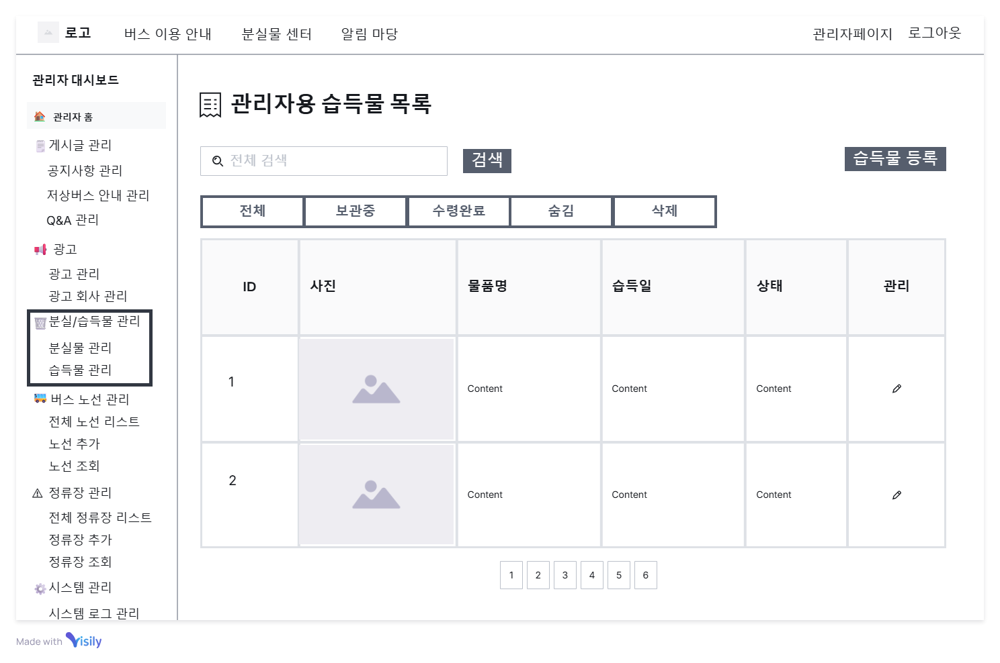 로고 버스 이용 안내 분실물 센터 알림 마당 관리자페이지 로그아웃
관리자 대시보드
관리자 홈
게시글 관리
공지사항 관리
저상버스 안내 관리
Q&A 관리
광고
광고 관리
광고 회사 관리
분실/습득물 관리
분실물 관리
습득물 관리
버스 노선 관리
전체 노선 리스트
노선 추가
노선 조회
정류장 관리
전체 정류장 리스트
정류장 추가
정류장 조회
시스템 관리
시스템 로그 관리
관리자용 습득물 목록
전체 검색 검색 습득물 등록
전체 보관중 수령완료 숨김 삭제
ID 사진 물품명 습득일 상태 관리
1 Content Content Content
2 Content Content Content
1 2 3 4 5 6
Made with Visily